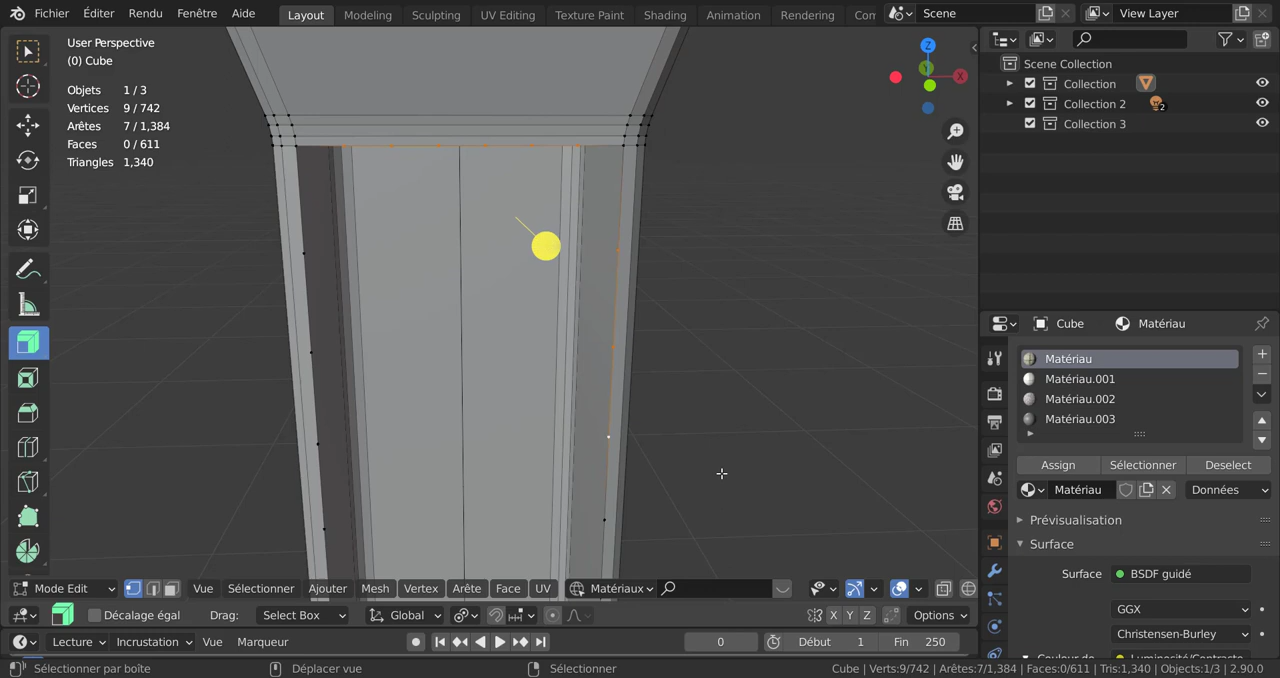 Fichier Éditer Rendu Fenêtre Aide Layout Modeling Sculpting UV Editing Texture Paint Shading Animation Rendering Scene View Layer
User Perspective
(0) Cube
Objets 1 / 3
Vertices 9 / 742
Arêtes 7 / 1,384
Faces 0 / 611
Triangles 1,340
Z
X
Y
Scene Collection
Collection
Collection 2 2
Collection 3
Cube Matériau
Matériau
Matériau.001
Matériau.002
Matériau.003
Assign Sélectionner Deselect
Matériau Données
Prévisualisation
Surface
Surface BSDF guidé
GGX
Christensen-Burley
Mode Edit Vue Sélectionner Ajouter Mesh Vertex Arête Face UV Matériaux
Décalage égal Drag: Select Box Global X Y Z Options
Lecture Incrustation Vue Marqueur 0 Début 1 Fin 250
Sélectionner par boîte Déplacer vue Sélectionner Cube | Verts:9/742 | Arêtes:7/1,384 | Faces:0/611 | Tris:1,340 | Objects:1/3 | 2.90.0